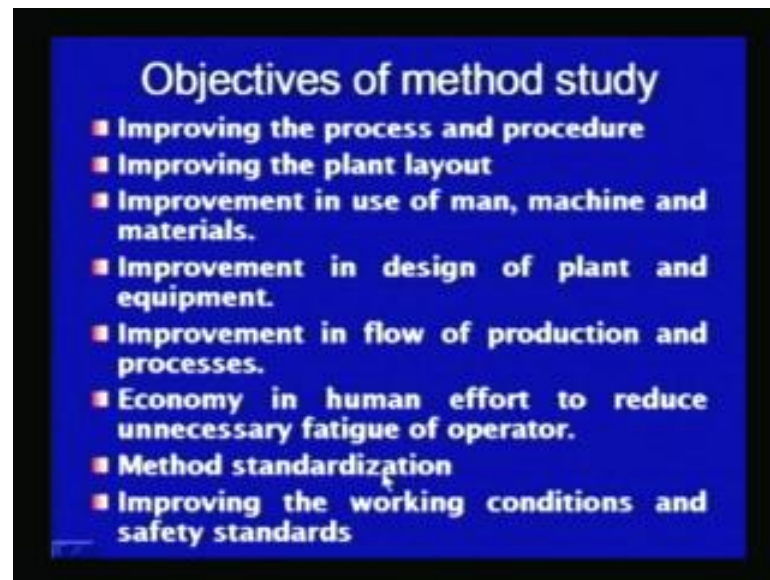 Objectives of method study
Improving the process and procedure
Improving the plant layout
Improvement in use of man, machine and
materials.
Improvement in design of plant and
equipment.
Improvement in flow of production and
processes.
Economy in human effort to reduce
unnecessary fatigue of operator.
Method standardization
Improving the working conditions and
safety standards